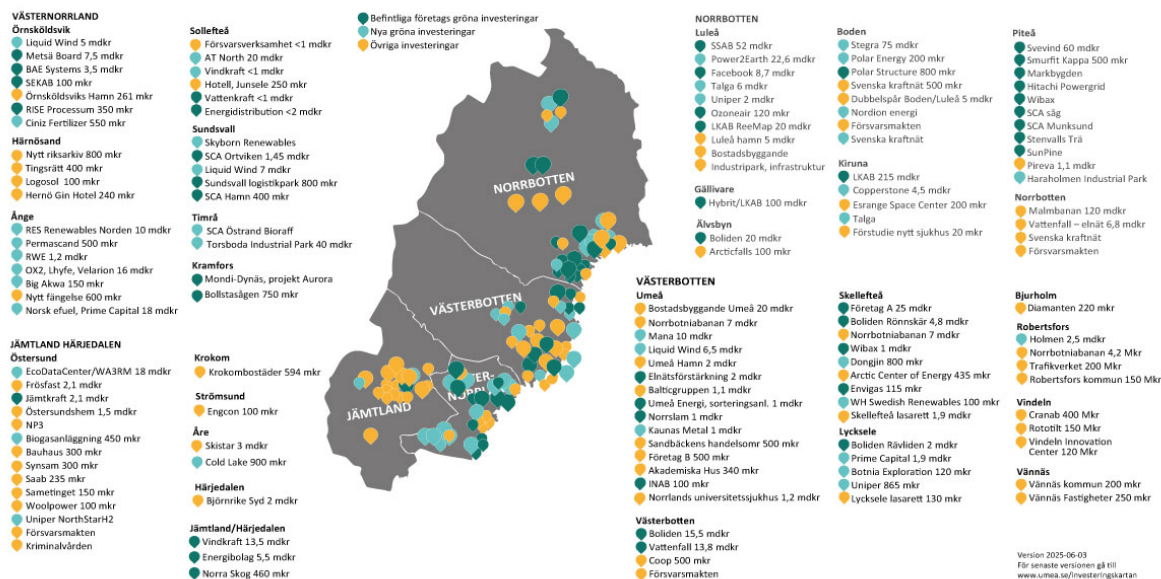 VÄSTERNORRLAND
Örnsköldsvik
Liquid Wind 5 mdkr
Metsä Board 7,5 mdkr
BAE Systems 3,5 mdkr
SEKAB 100 mkr
Örnsköldsviks Hamn 261 mkr
RISE Processum 350 mkr
Ciniz Fertilizer 550 mkr
Härnösand
Nytt riksarkiv 800 mkr
Tingsrätt 400 mkr
Logosol 100 mkr
Hernö Gin Hotel 240 mkr
Ånge
RES Renewables Norden 10 mdkr
Permascand 500 mkr
RWE 1,2 mdkr
OX2, Lhyfe, Velarion 16 mdkr
Big Akwa 150 mkr
Nytt fängelse 600 mkr
Norsk efuel, Prime Capital 18 mdkr
Sollefteå
Försvarsverksamhet <1 mdkr
AT North 20 mdkr
Vindkraft <1 mdkr
Hotell, Junsele 250 mkr
Vattenkraft <1 mdkr
Energidistribution <2 mdkr
Sundsvall
Skyborn Renewables
SCA Ortviken 1,45 mdkr
Liquid Wind 7 mdkr
Sundsvall logistikpark 800 mkr
SCA Hamn 400 mkr
Timrå
SCA Östrand Bioraff
Torsboda Industrial Park 40 mdkr
Kramfors
Mondi-Dynäs, projekt Aurora
Bollstasågen 750 mkr
JÄMTLAND HÄRJEDALEN
Östersund
EcoDataCenter/WA3RM 18 mdkr
Frösfast 2,1 mdkr
Jämtkraft 2,1 mdkr
Östersundshem 1,5 mdkr
NP3
Biogasanläggning 450 mkr
Bauhaus 300 mkr
Synsam 300 mkr
Saab 235 mkr
Sametinget 150 mkr
Woolpower 100 mkr
Uniper NorthStarH2
Försvarsmakten
Kriminalvården
Krokom
Krokombostäder 594 mkr
Strömsund
Engcon 100 mkr
Åre
Skistar 3 mdkr
Cold Lake 900 mkr
Härjedalen
Björnrike Syd 2 mdkr
Jämtland/Härjedalen
Vindkraft 13,5 mdkr
Energibolag 5,5 mdkr
Norra Skog 460 mkr
Befintliga företags gröna investeringar
Nya gröna investeringar
Övriga investeringar
NORRBOTTEN
VÄSTERBOTTEN
JÄMTLAND
NORRBOTTEN
Luleå
SSAB 52 mdkr
Power2Earth 22,6 mdkr
Facebook 8,7 mdkr
Talga 6 mdkr
Uniper 2 mdkr
Ozoneair 120 mkr
LKAB ReeMap 20 mdkr
Luleå hamn 5 mdkr
Bostadsbyggande
Industripark, infrastruktur
Gällivare
Hybrit/LKAB 100 mdkr
Älvsbyn
Boliden 20 mdkr
Arcticfalls 100 mkr
Boden
Stegra 75 mdkr
Polar Energy 200 mkr
Polar Structure 800 mkr
Svenska kraftnät 500 mkr
Dubbelspår Boden/Luleå 5 mdkr
Nordion energi
Försvarsmakten
Svenska kraftnät
Kiruna
LKAB 215 mdkr
Copperstone 4,5 mdkr
Esrange Space Center 200 mkr
Talga
Förstudie nytt sjukhus 20 mkr
Piteå
Svevind 60 mdkr
Smurfit Kappa 500 mkr
Markbygden
Hitachi Powergrid
Wibax
SCA såg
SCA Munksund
Stenvalls Trä
SunPine
Pireva 1,1 mdkr
Haraholmen Industrial Park
Norrbotten
Malmbanan 120 mdkr
Vattenfall – elnät 6,8 mdkr
Svenska kraftnät
Försvarsmakten
VÄSTERBOTTEN
Umeå
Bostadsbyggande Umeå 20 mdkr
Norrbotniabanan 7 mdkr
Mana 10 mdkr
Liquid Wind 6,5 mdkr
Umeå Hamn 2 mdkr
Elnätsförstärkning 2 mdkr
Balticgruppen 1,1 mdkr
Umeå Energi, sorteringsanl. 1 mdkr
Norrslam 1 mdkr
Kaunas Metal 1 mdkr
Sandbäckens handelsomr 500 mkr
Företag B 500 mkr
Akademiska Hus 340 mkr
INAB 100 mkr
Norrlands universitetssjukhus 1,2 mdkr
Västerbotten
Boliden 15,5 mdkr
Vattenfall 13,8 mdkr
Coop 500 mkr
Försvarsmakten
Skellefteå
Företag A 25 mdkr
Boliden Rönnskär 4,8 mdkr
Norrbotniabanan 7 mdkr
Wibax 1 mdkr
Dongjin 800 mkr
Arctic Center of Energy 435 mkr
Envigas 115 mkr
WH Swedish Renewables 100 mkr
Skellefteå lasarett 1,9 mdkr
Lycksele
Boliden Rävliden 2 mdkr
Prime Capital 1,9 mdkr
Botnia Exploration 120 mdkr
Uniper 865 mkr
Lycksele lasarett 130 mkr
Bjurholm
Diamanten 220 mkr
Robertsfors
Holmen 2,5 mdkr
Norrbotniabanan 4,2 Mkr
Trafikverket 200 Mkr
Robertsfors kommun 150 Mkr
Vindeln
Cranab 400 Mkr
Rototilt 150 Mkr
Vindeln Innovation
Center 120 Mkr
Vännäs
Vännäs kommun 200 mkr
Vännäs Fastigheter 250 mkr
Version 2025-06-03
För senaste versionen gå till
www.umea.se/investeringskartan